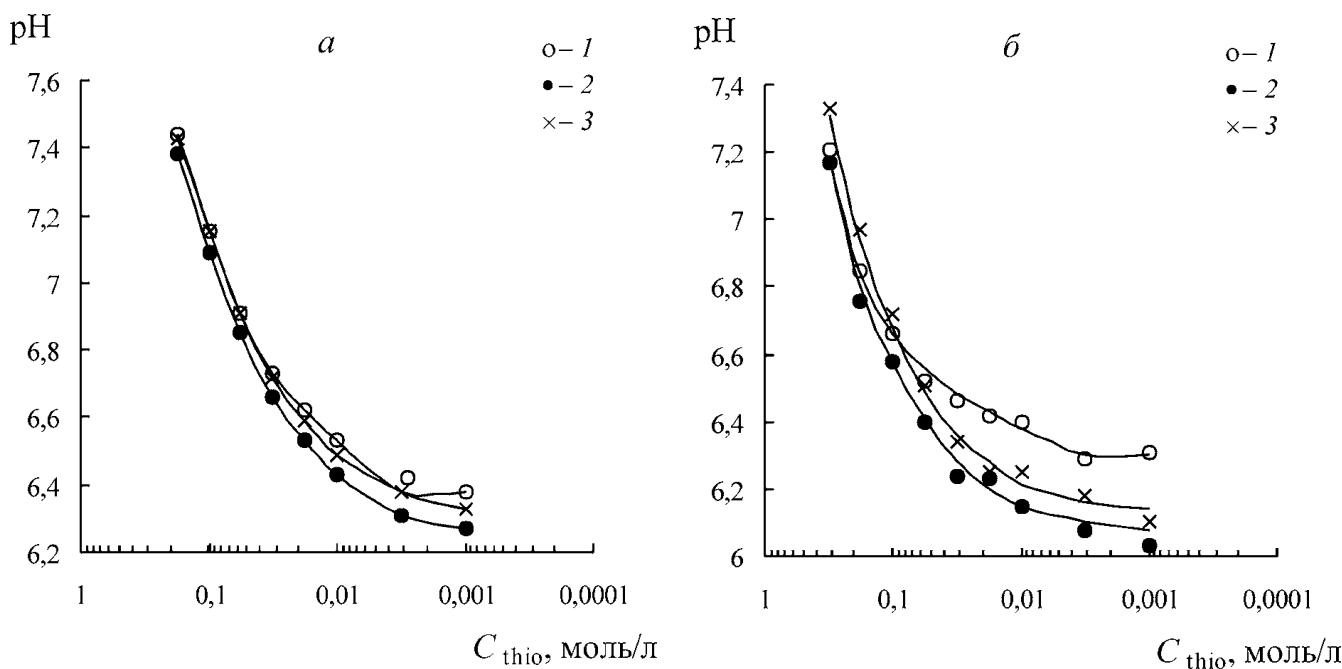 pH
а
o – 1
● – 2
× – 3
7,6
7,4
7,2
7
6,8
6,6
6,4
6,2
1
0,1
0,01
0,001
0,0001
C thio, моль/л
pH
б
o – 1
● – 2
× – 3
7,4
7,2
7
6,8
6,6
6,4
6,2
6
1
0,1
0,01
0,001
0,0001
C thio, моль/л